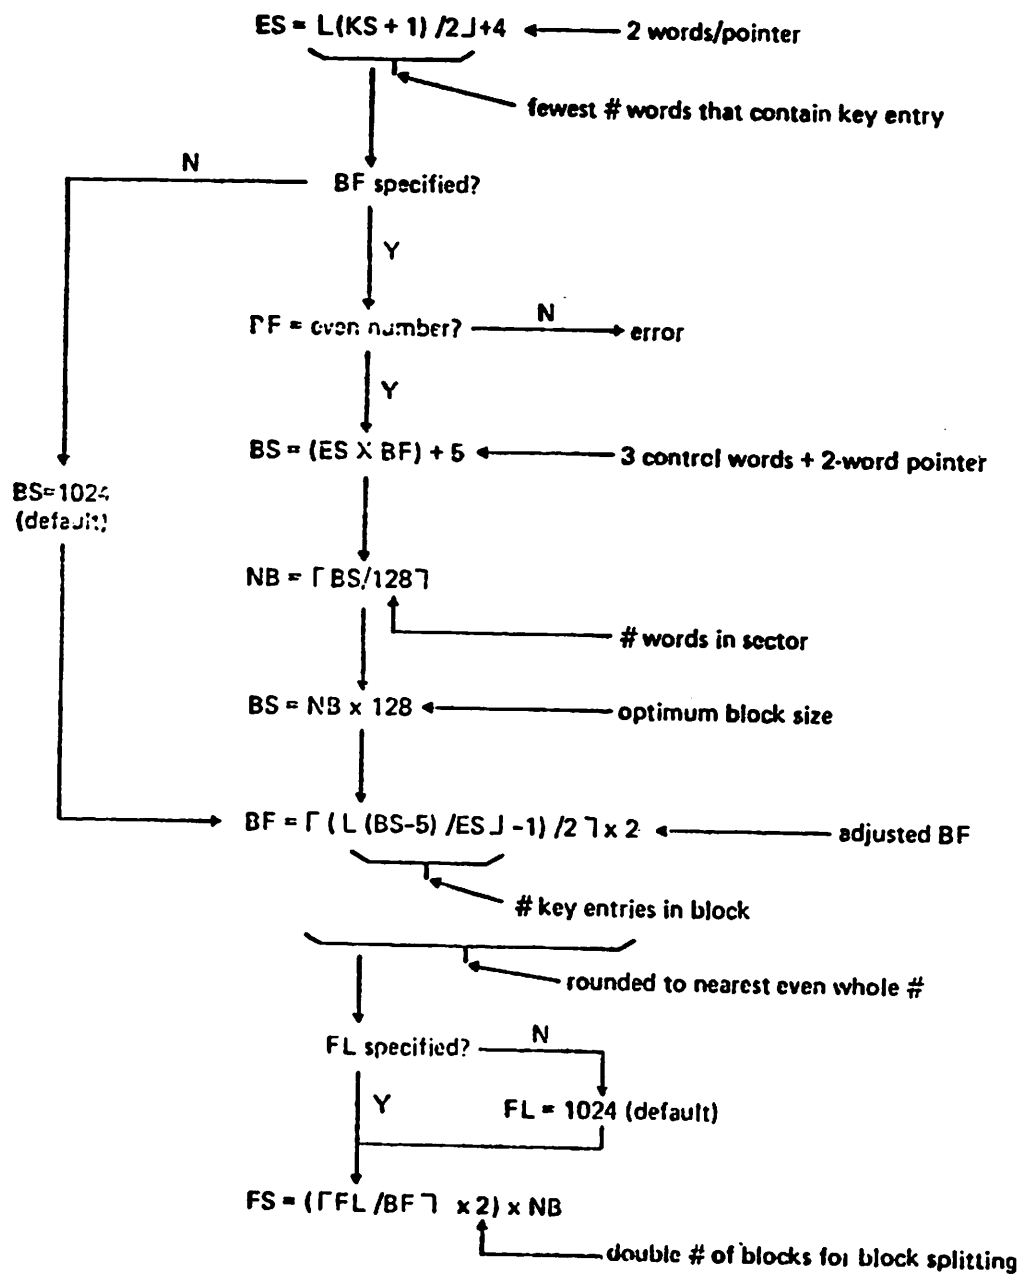 ES = ⌊(KS + 1) /2⌋+4
2 words/pointer
fewest # words that contain key entry
N
BF specified?
Y
BF = even number?
N
error
Y
BS = (ES X BF) + 5
3 control words + 2-word pointer
BS=1024
(default)
NB = ⌈ BS/128⌉
# words in sector
BS = NB x 128
optimum block size
BF = ⌈ ( ⌊ (BS-5) /ES ⌋ -1) /2 ⌉ x 2
adjusted BF
# key entries in block
rounded to nearest even whole #
FL specified?
N
Y
FL = 1024 (default)
FS = (⌈FL /BF ⌉ x 2) x NB
double # of blocks for block splitting